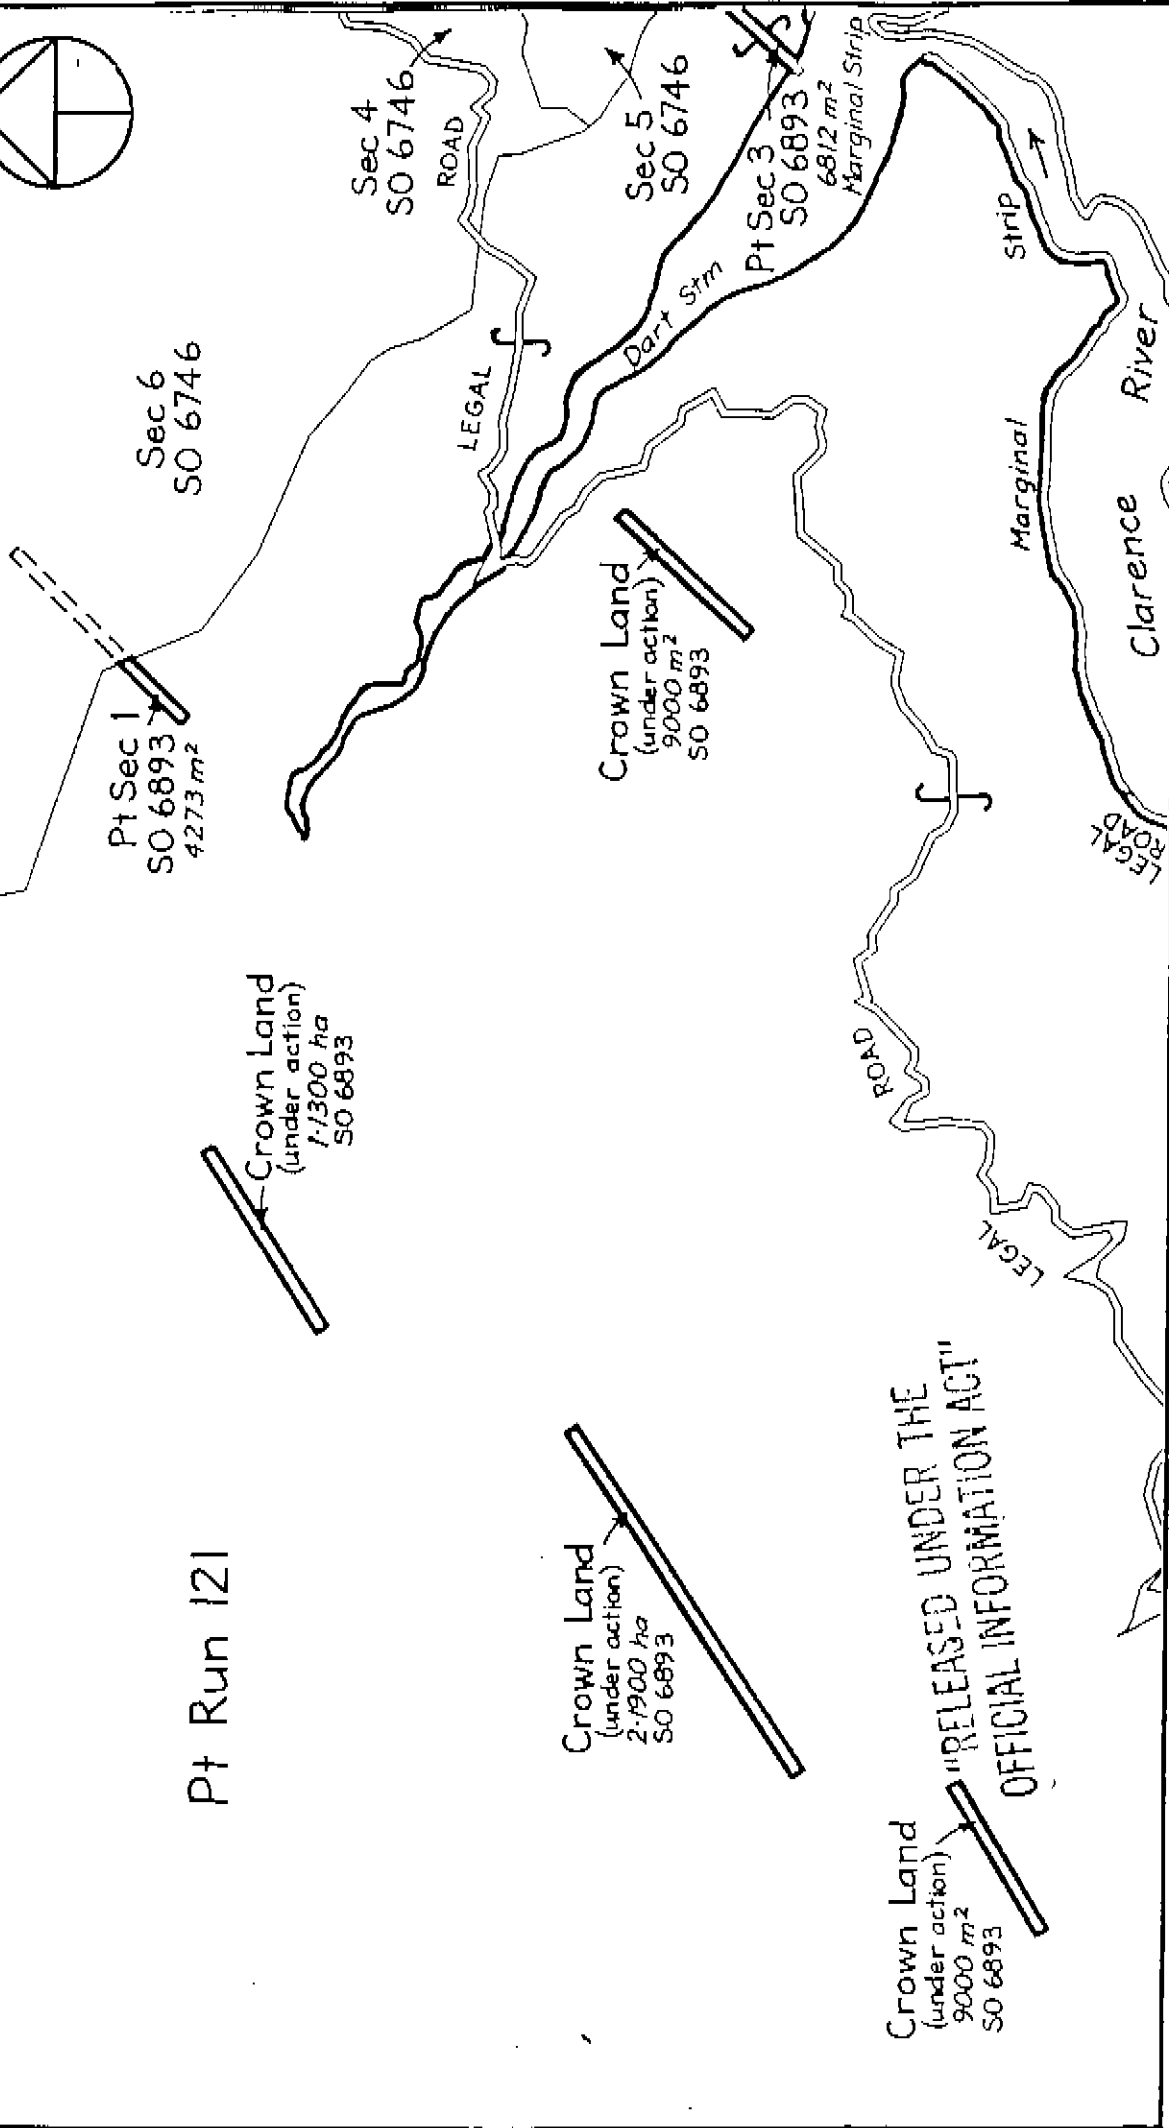 Pt Run 121
Pt Sec 1
SO 6893
4273 m²
Sec 6
SO 6746
Sec 4
SO 6746
ROAD
LEGAL
Sec 5
SO 6746
Pt Sec 3
SO 6893
6812 m²
Marginal Strip
Dart Stm
Crown Land
(under action)
1·1300 ha
SO 6893
Crown Land
(under action)
9000 m²
SO 6893
Crown Land
(under action)
2·1900 ha
SO 6893
Crown Land
(under action)
9000 m²
SO 6893
LEGAL
ROAD
Marginal
Strip
Clarence
River
LEGAL
ROAD
"RELEASED UNDER THE
OFFICIAL INFORMATION ACT"